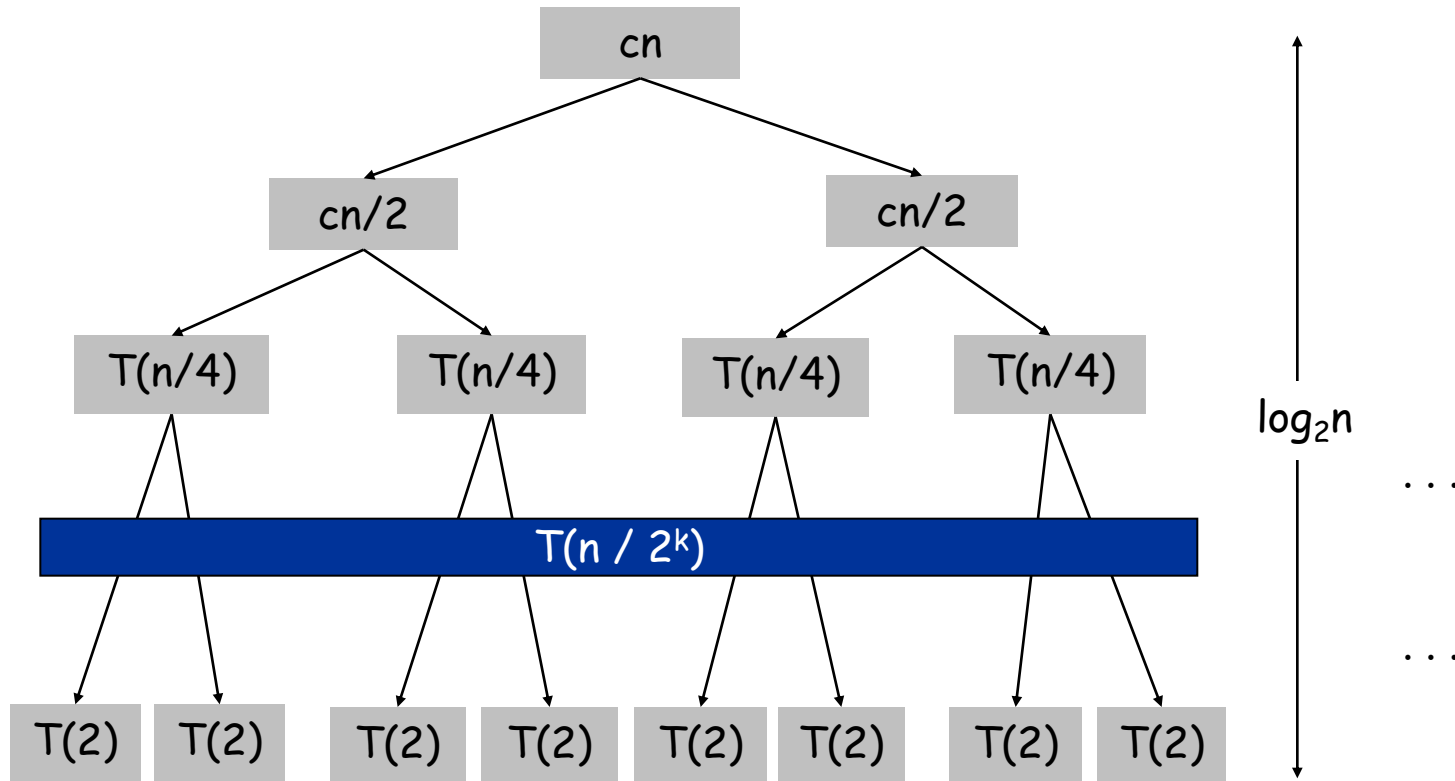 cn
cn/2 cn/2
T(n/4) T(n/4) T(n/4) T(n/4)
log₂n
. . .
T(n / 2ᵏ)
. . .
T(2) T(2) T(2) T(2) T(2) T(2) T(2) T(2)